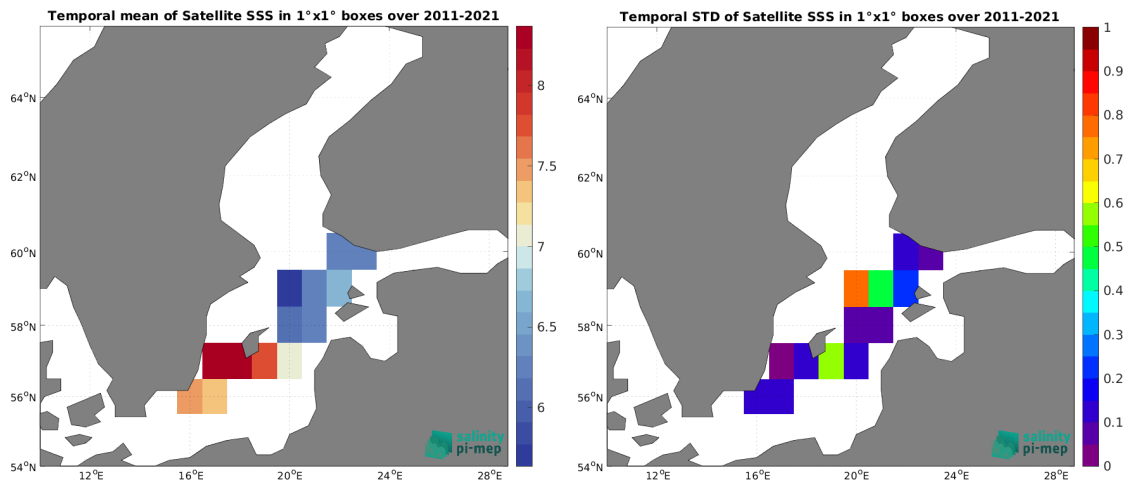 Temporal mean of Satellite SSS in 1°x1° boxes over 2011-2021
64°N
62°N
60°N
58°N
56°N
54°N
12°E
16°E
20°E
24°E
28°E
8
7.5
7
6.5
6
salinity
pi-mep
Temporal STD of Satellite SSS in 1°x1° boxes over 2011-2021
64°N
62°N
60°N
58°N
56°N
54°N
12°E
16°E
20°E
24°E
28°E
1
0.9
0.8
0.7
0.6
0.5
0.4
0.3
0.2
0.1
0
salinity
pi-mep